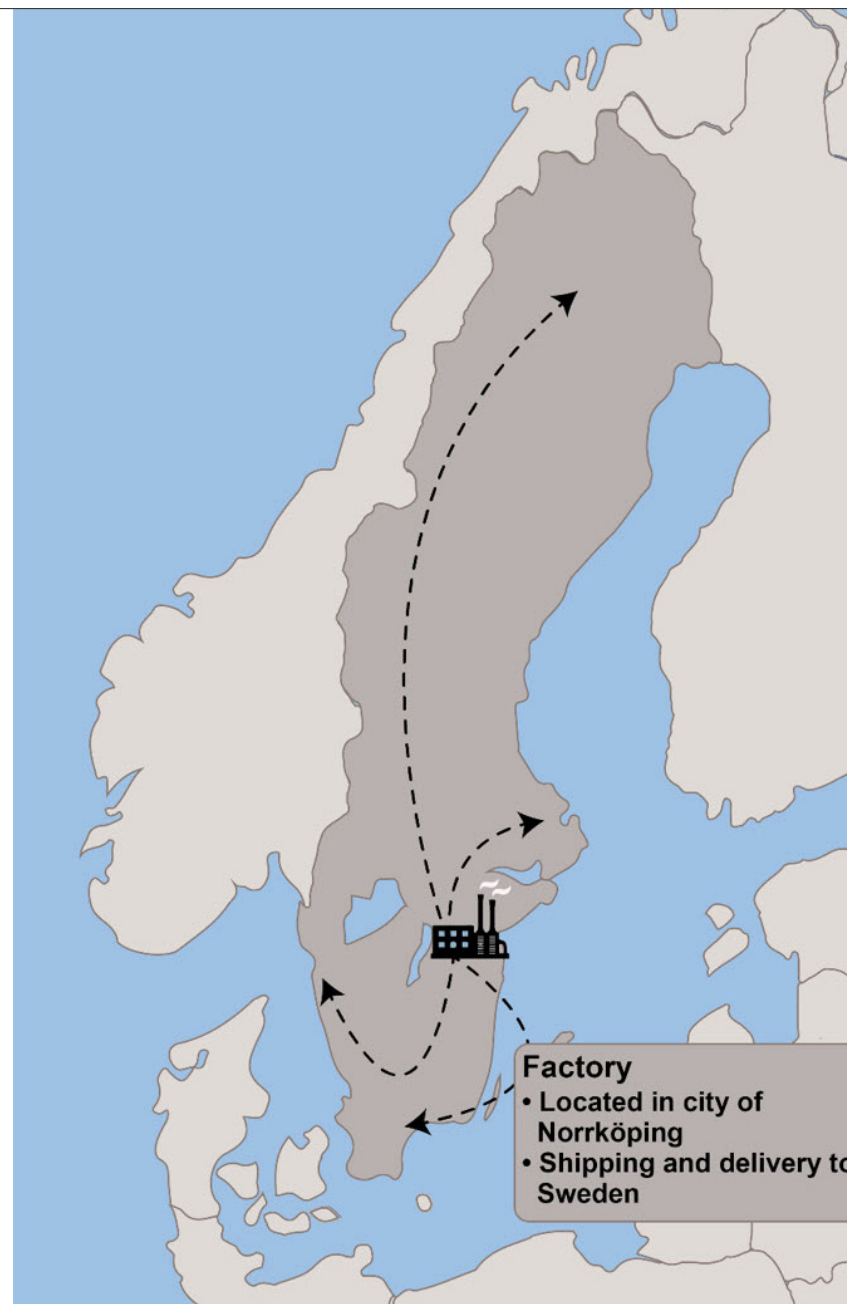 Factory
• Located in city of
Norrköping
• Shipping and delivery to
Sweden